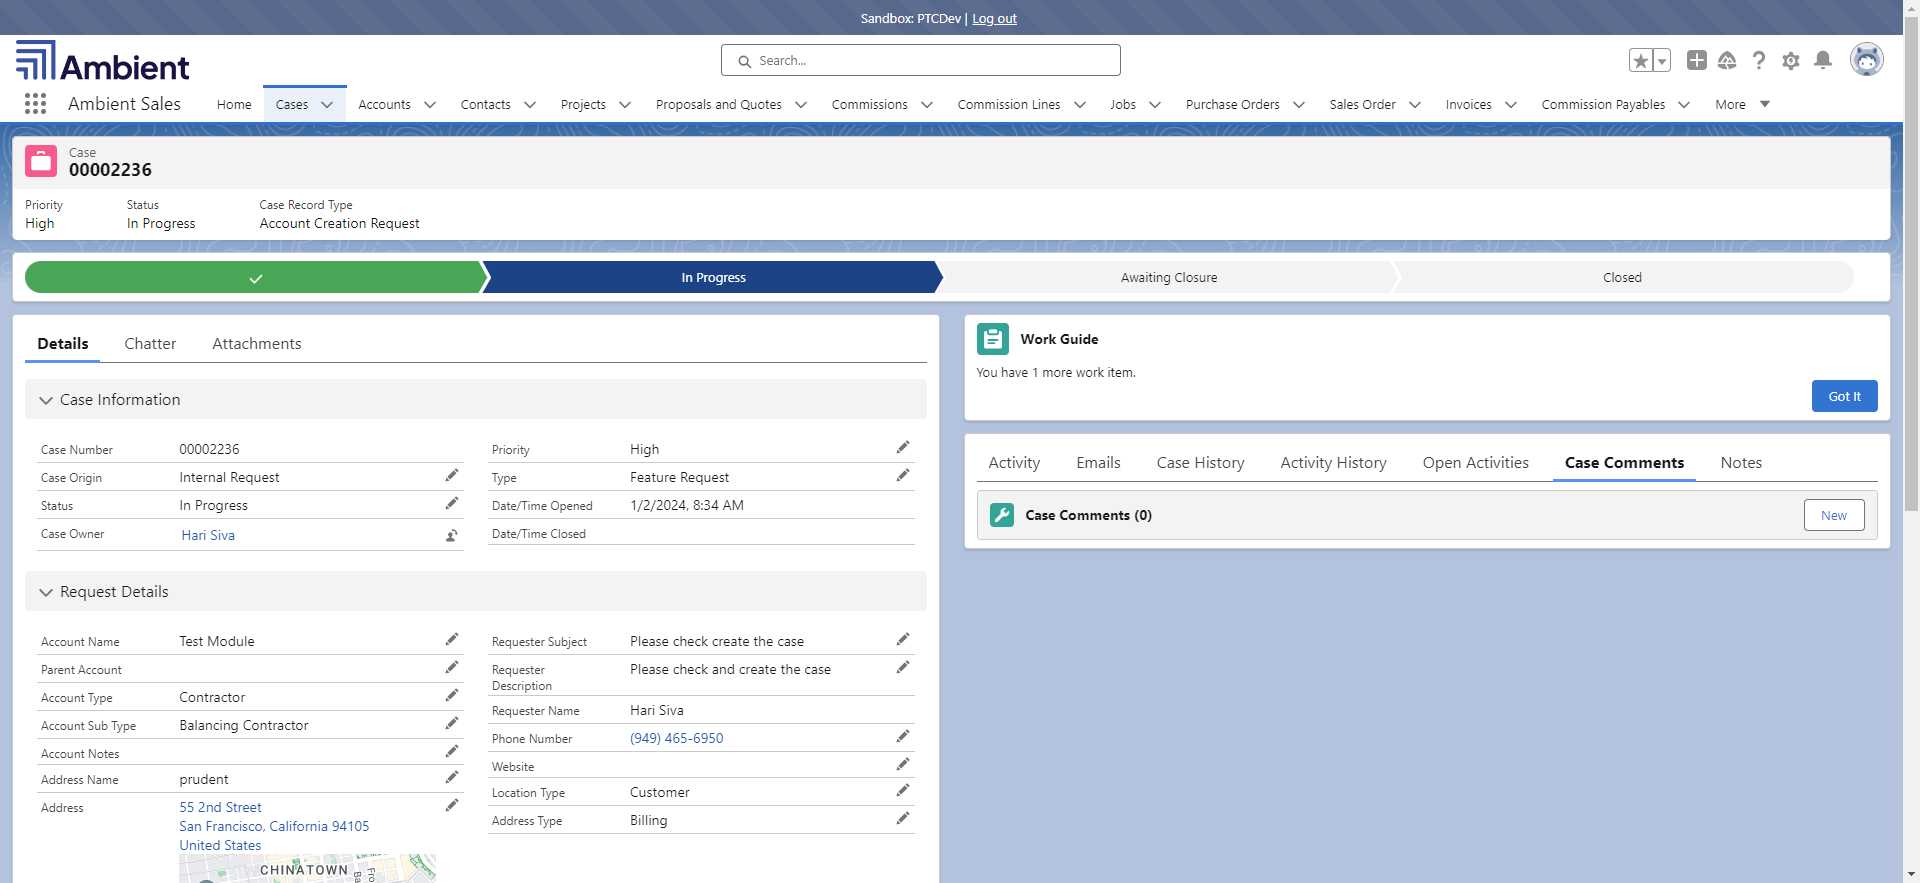 Sandbox: PTCDev | Log out
Ambient
Search...
Ambient Sales
Home
Cases
Accounts
Contacts
Projects
Proposals and Quotes
Commissions
Commission Lines
Jobs
Purchase Orders
Sales Order
Invoices
Commission Payables
More
Case
00002236
Priority
High
Status
In Progress
Case Record Type
Account Creation Request
In Progress
Awaiting Closure
Closed
Details
Chatter
Attachments
Case Information
Case Number
00002236
Case Origin
Internal Request
Status
In Progress
Case Owner
Hari Siva
Priority
High
Type
Feature Request
Date/Time Opened
1/2/2024, 8:34 AM
Date/Time Closed
Request Details
Account Name
Test Module
Parent Account
Account Type
Contractor
Account Sub Type
Balancing Contractor
Account Notes
Address Name
prudent
Address
55 2nd Street
San Francisco, California 94105
United States
CHINATOWN
Requester Subject
Please check create the case
Requester
Description
Please check and create the case
Requester Name
Hari Siva
Phone Number
(949) 465-6950
Website
Location Type
Customer
Address Type
Billing
Work Guide
You have 1 more work item.
Got It
Activity
Emails
Case History
Activity History
Open Activities
Case Comments
Notes
Case Comments (0)
New